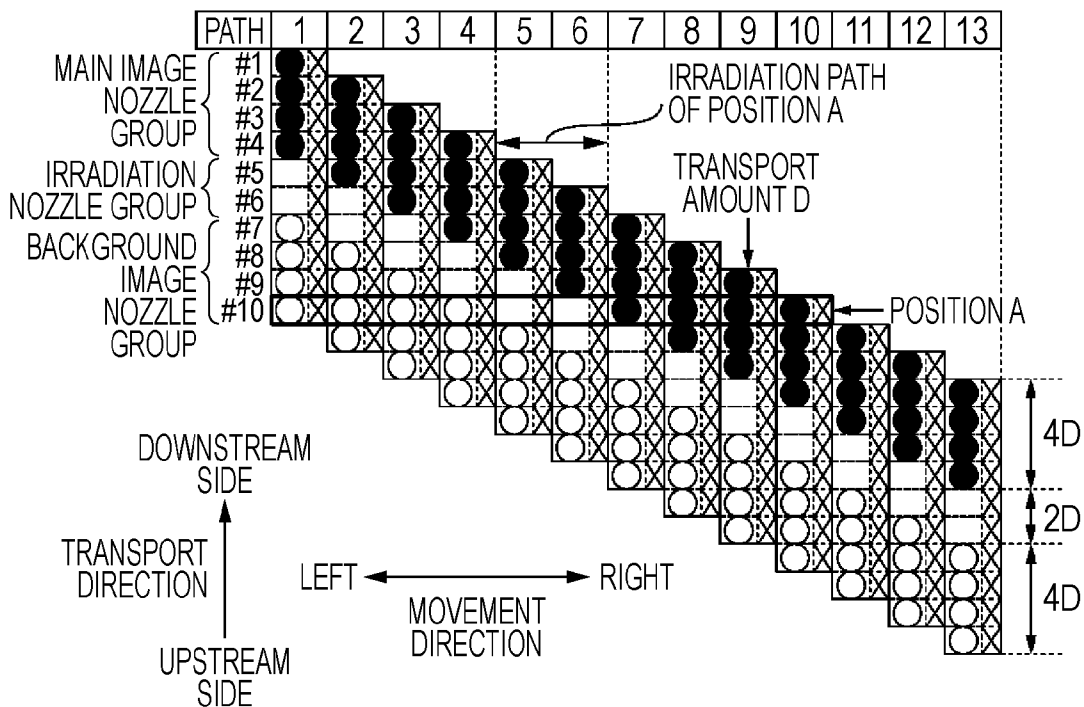 PATH 1 2 3 4 5 6 7 8 9 10 11 12 13
MAIN IMAGE
NOZZLE
GROUP
#1
#2
#3
#4
IRRADIATION
NOZZLE GROUP
#5
#6
BACKGROUND
IMAGE
NOZZLE
GROUP
#7
#8
#9
#10
IRRADIATION PATH
OF POSITION A
TRANSPORT
AMOUNT D
POSITION A
4D
2D
4D
DOWNSTREAM
SIDE
TRANSPORT
DIRECTION
UPSTREAM
SIDE
LEFT
RIGHT
MOVEMENT
DIRECTION